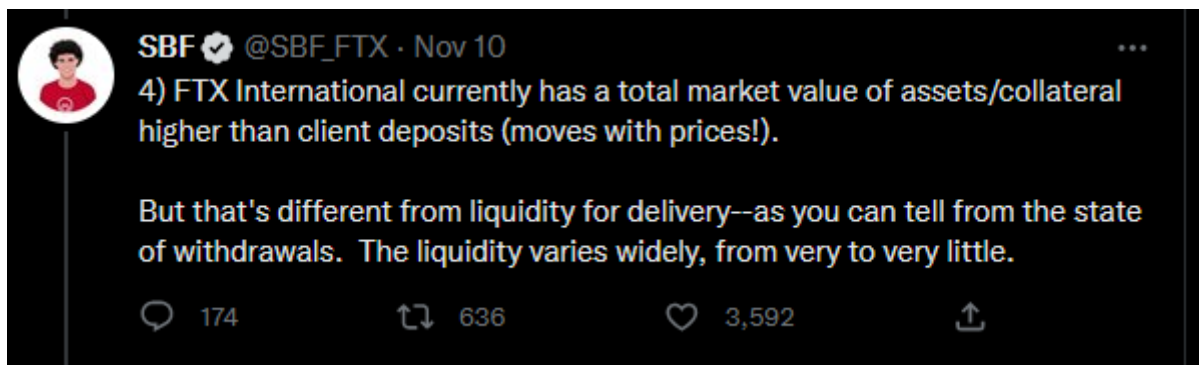 SBF @SBF_FTX · Nov 10
4) FTX International currently has a total market value of assets/collateral
higher than client deposits (moves with prices!).
But that's different from liquidity for delivery--as you can tell from the state
of withdrawals.  The liquidity varies widely, from very to very little.
174 636 3,592